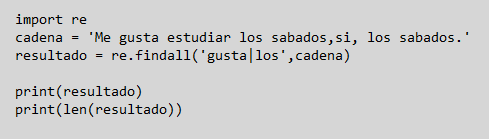 import re
cadena = 'Me gusta estudiar los sabados,si, los sabados.'
resultado = re.findall('gusta|los',cadena)
print(resultado)
print(len(resultado))